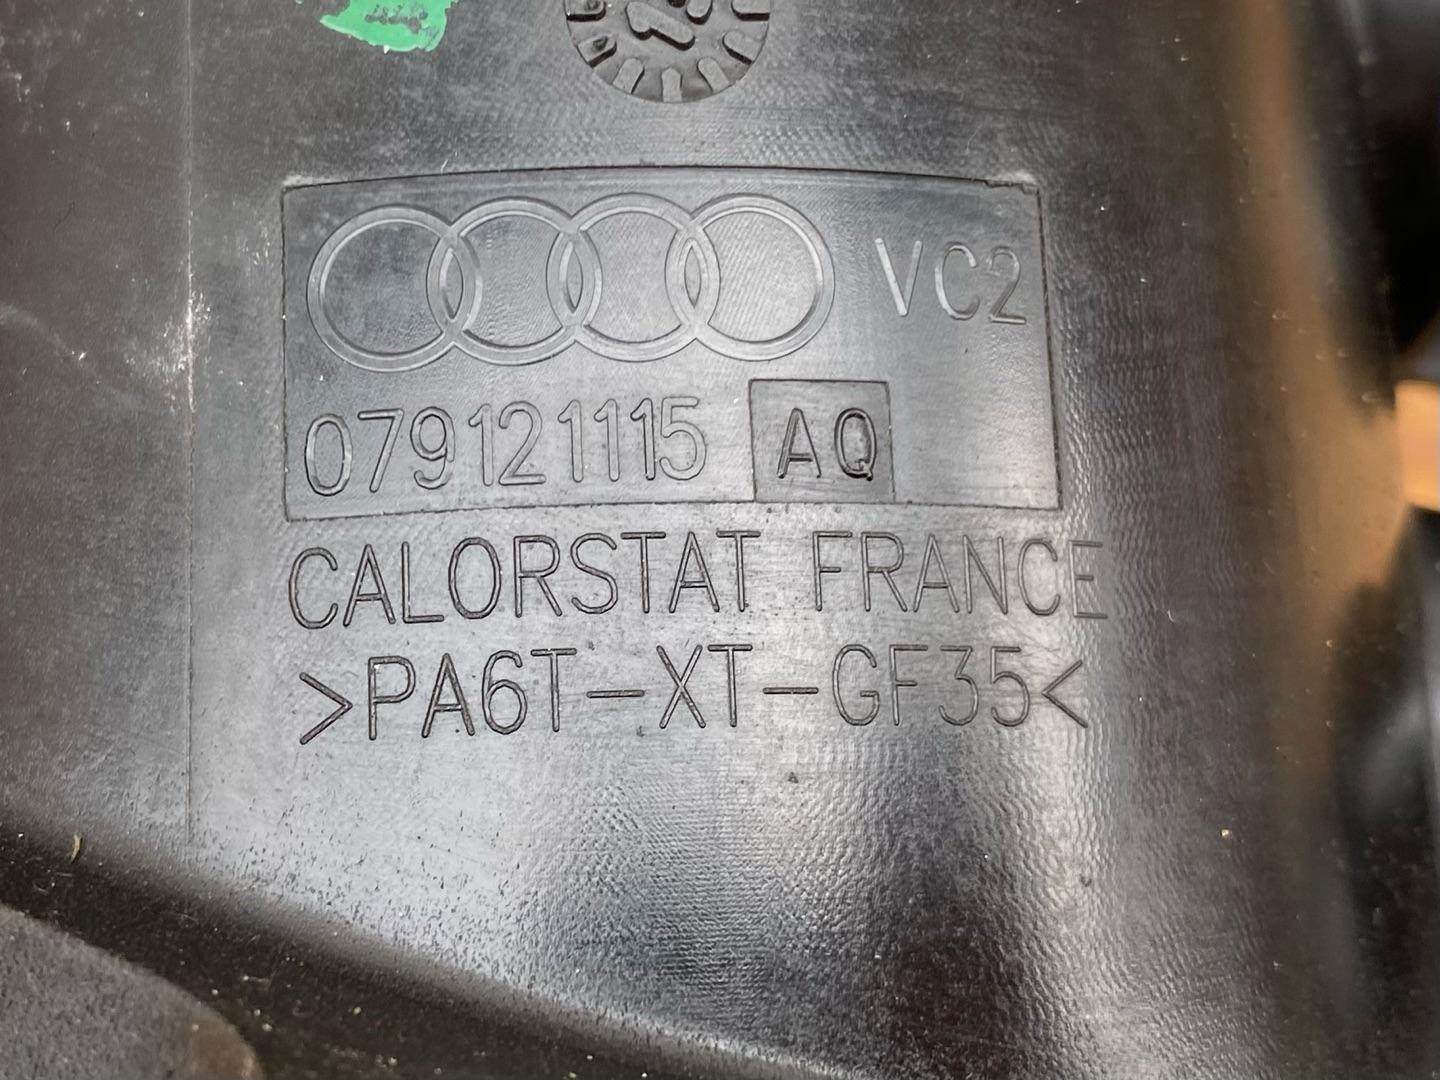 VC2
079121115 AQ
CALORSTAT FRANCE
>PA6T-XT-GF35<